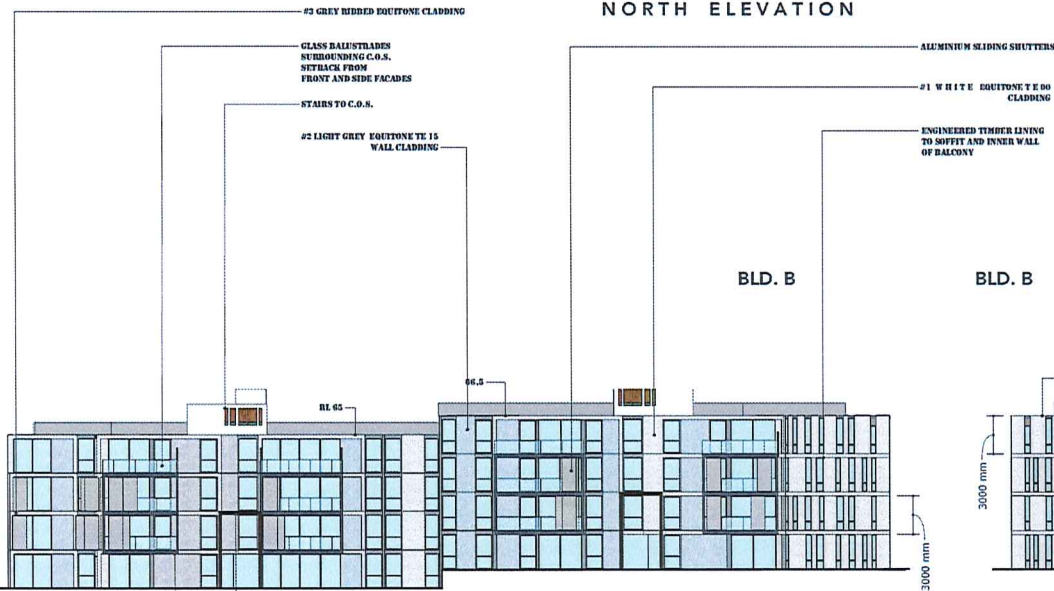 NORTH ELEVATION
#3 GREY RIBBED EQUITONE CLADDING
GLASS BALUSTRADES
SURROUNDING C.O.S.
SETBACK FROM
FRONT AND SIDE FACADES
STAIRS TO C.O.S.
#2 LIGHT GREY EQUITONE TE 15
WALL CLADDING
ALUMINIUM SLIDING SHUTTERS
#1 WHITE EQUITONE TE 00
CLADDING
ENGINEERED TIMBER LINING
TO SOFFIT AND INNER WALL
OF BALCONY
BLD. B
BLD. B
66.5
RL 65
3000 mm
3000 mm